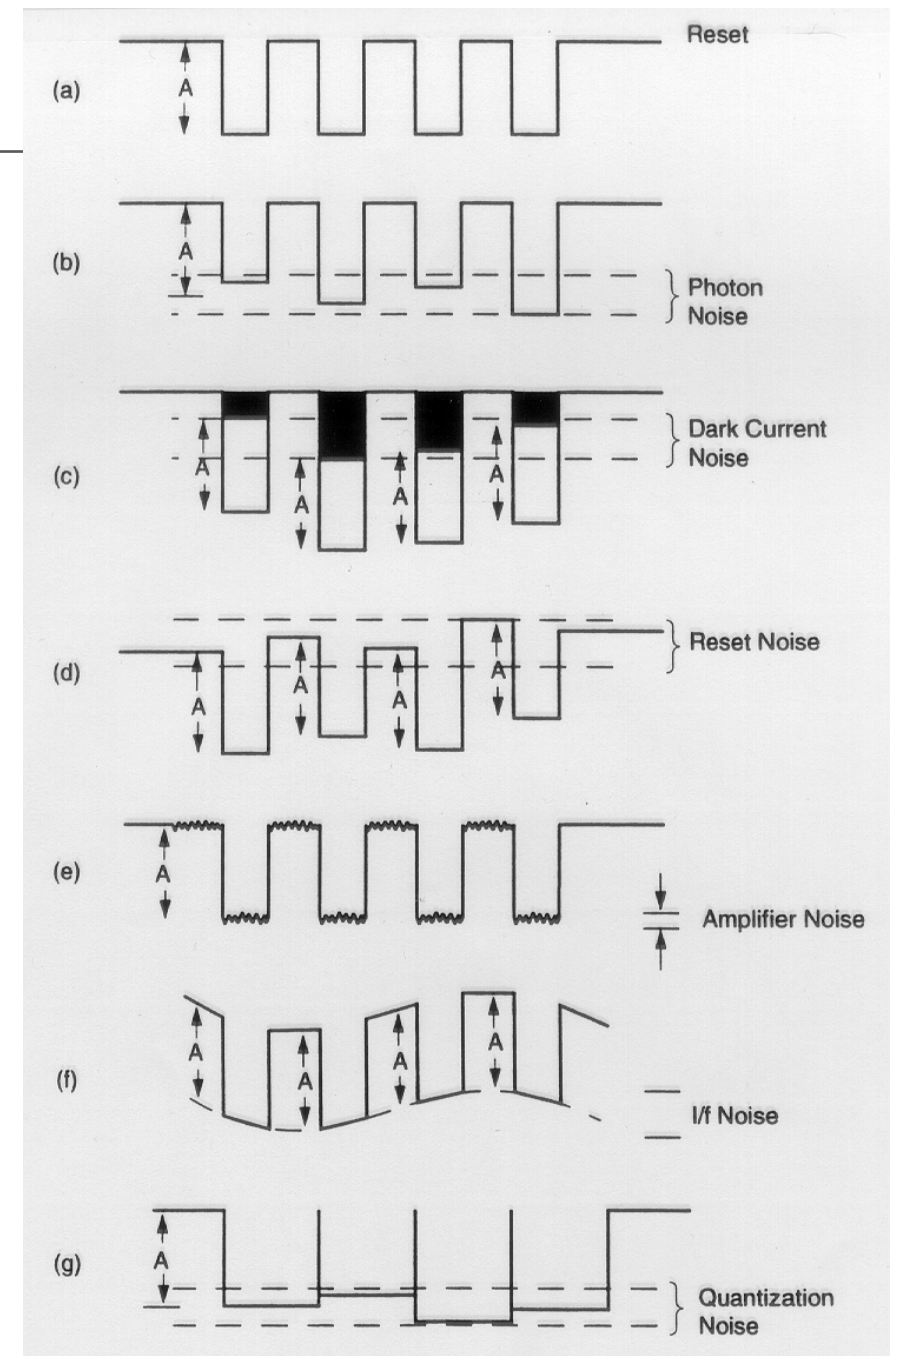 Reset
(a)
A
(b)
A
Photon
Noise
(c)
A
A
A
A
Dark Current
Noise
(d)
A
A
A
A
Reset Noise
(e)
A
Amplifier Noise
(f)
A
A
A
A
I/f Noise
(g)
A
Quantization
Noise